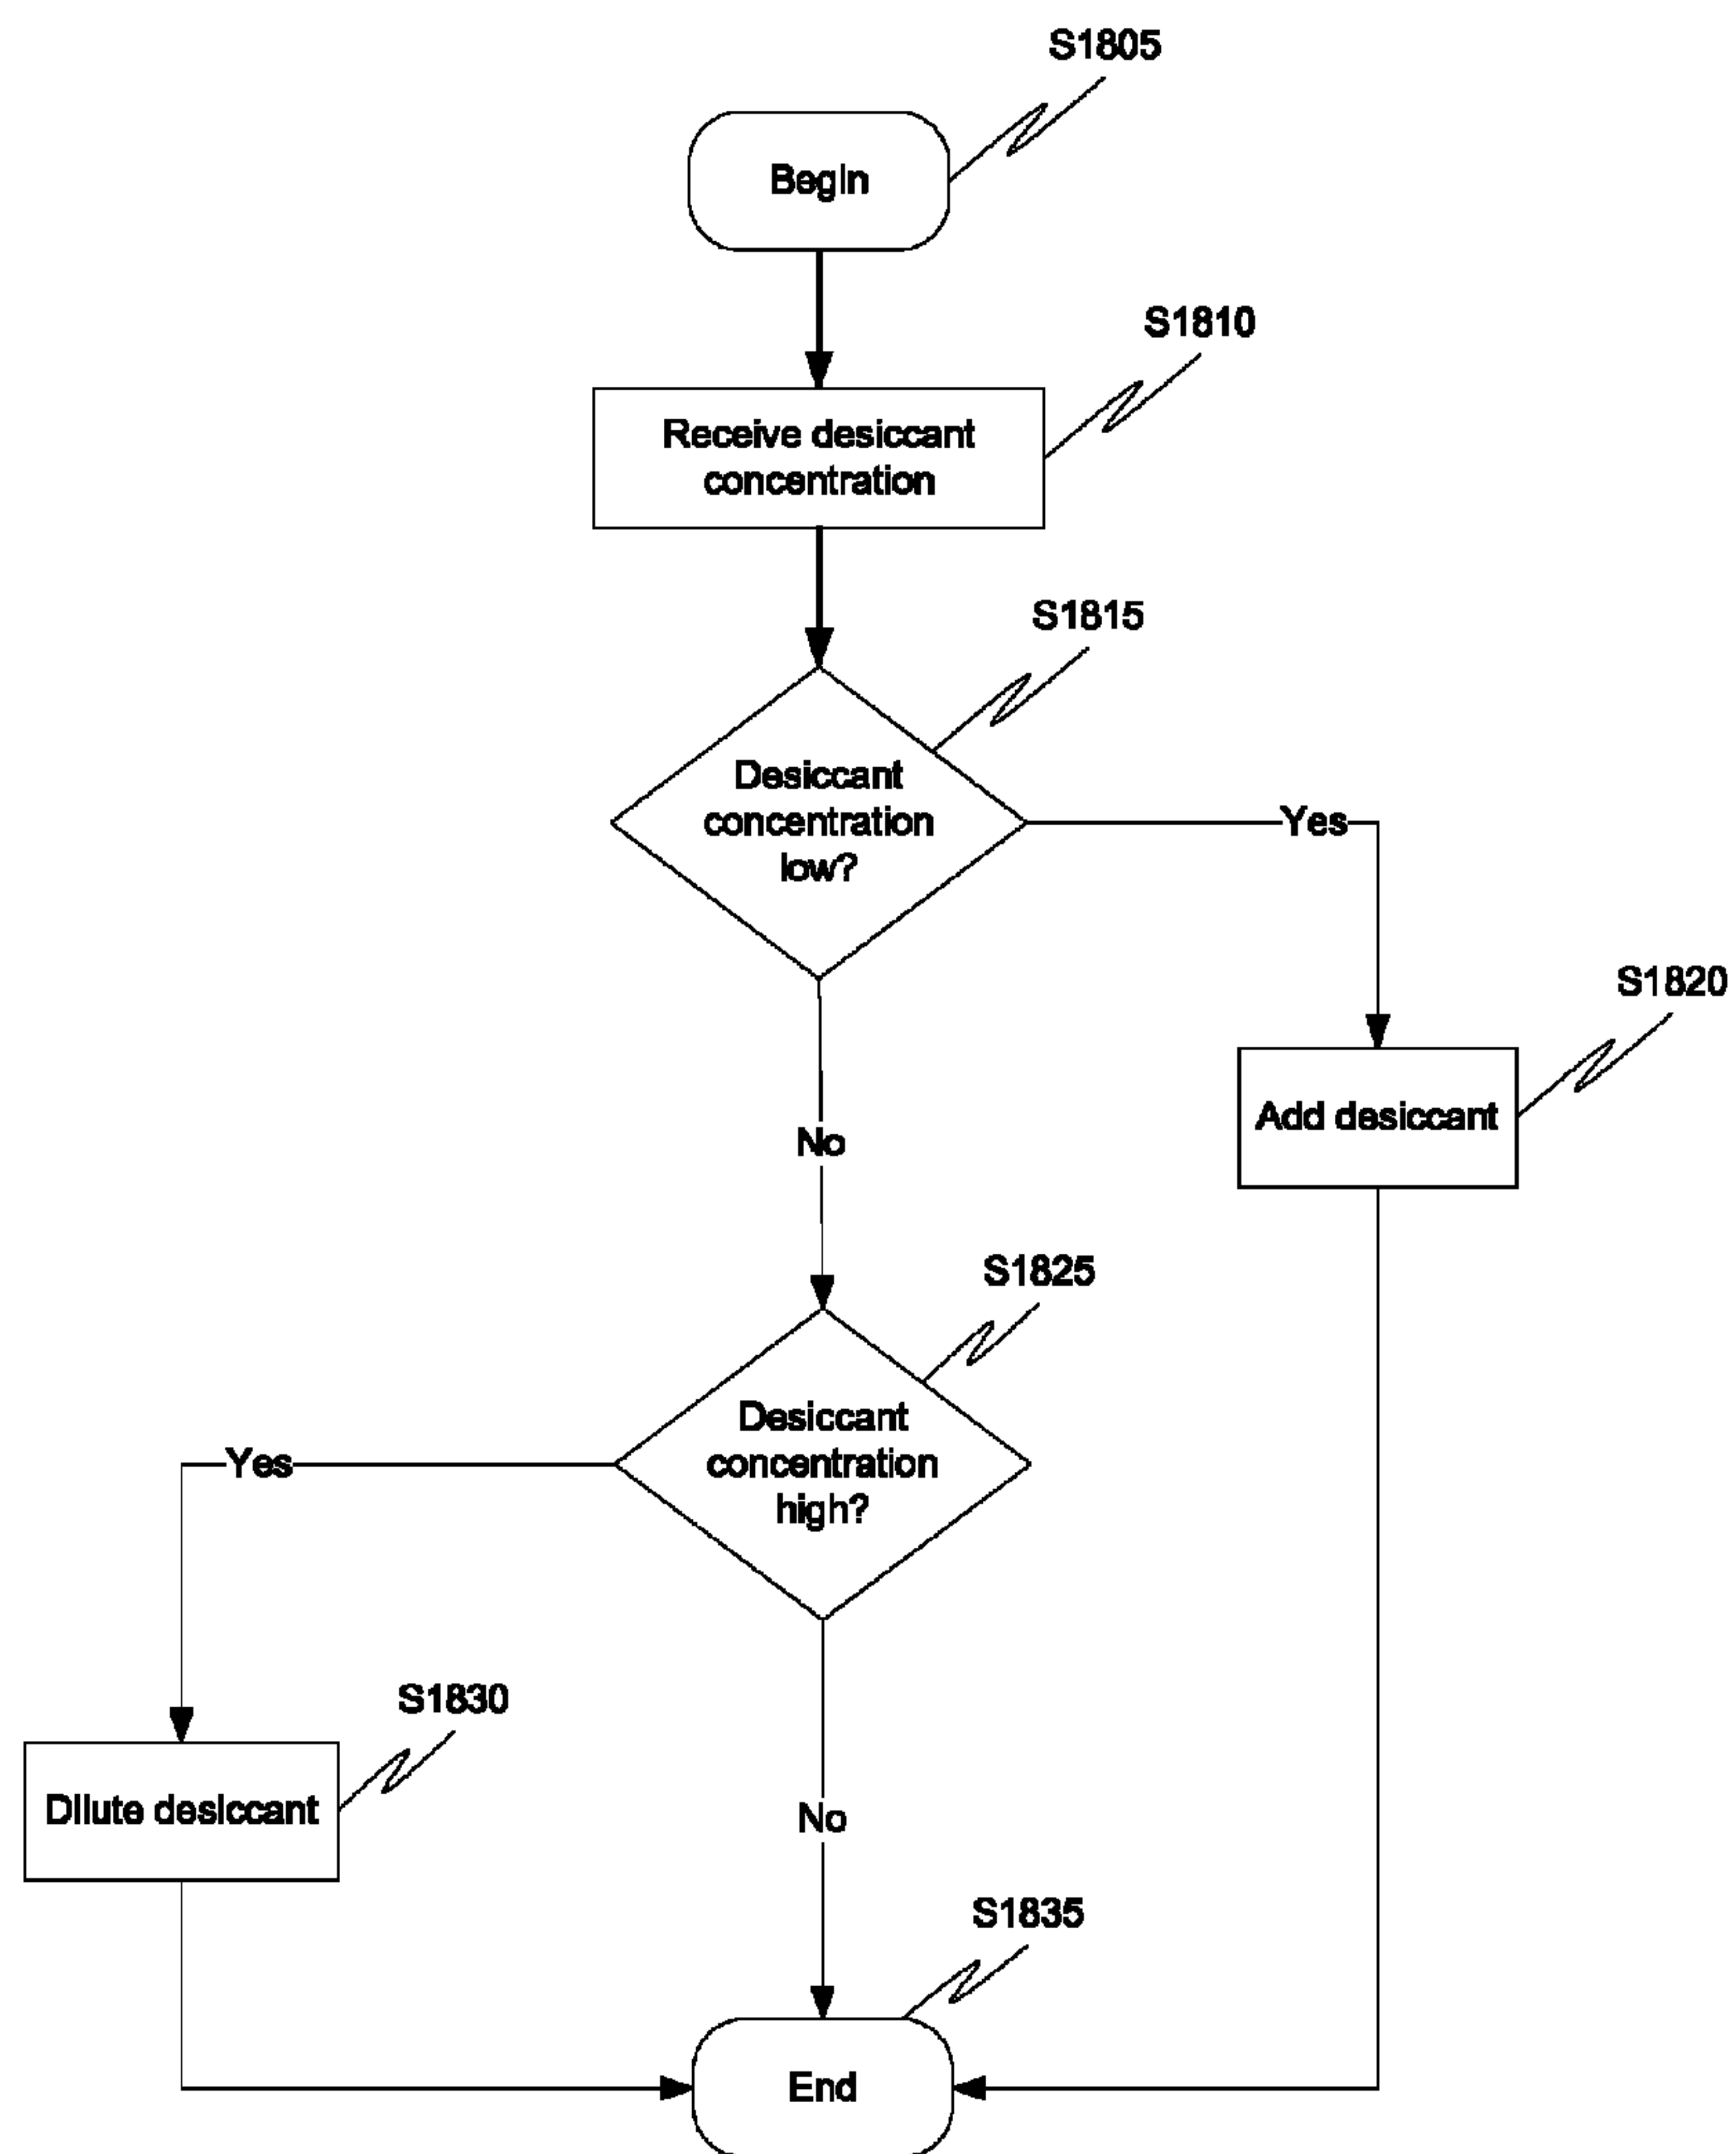 S1805
Begin
S1810
Receive desiccant
concentration
S1815
Desiccant
concentration
low?
Yes
S1820
Add desiccant
No
S1825
Desiccant
concentration
high?
Yes
S1830
Dilute desiccant
No
S1835
End